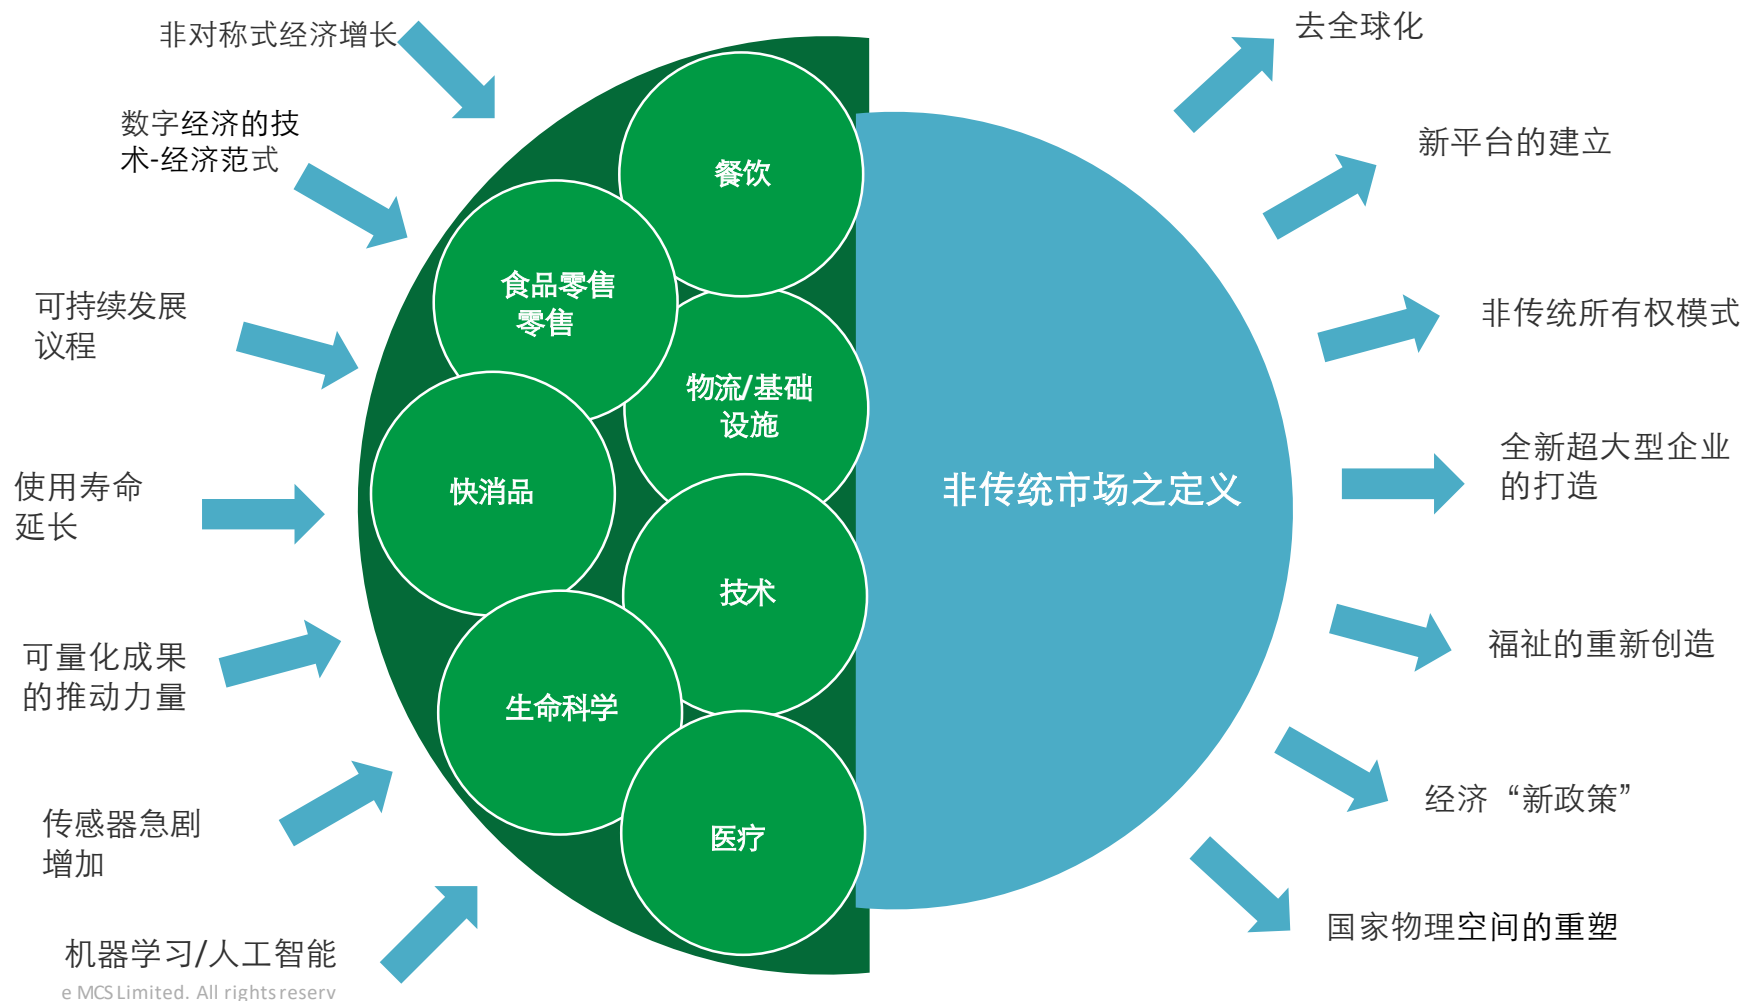 非对称式经济增长
数字经济的技
术-经济范式
可持续发展
议程
使用寿命
延长
可量化成果
的推动力量
传感器急剧
增加
机器学习/人工智能
e MCS Limited. All rights reserv
餐饮
食品零售
零售
物流/基础
设施
快消品
技术
生命科学
医疗
非传统市场之定义
去全球化
新平台的建立
非传统所有权模式
全新超大型企业
的打造
福祉的重新创造
经济“新政策”
国家物理空间的重塑